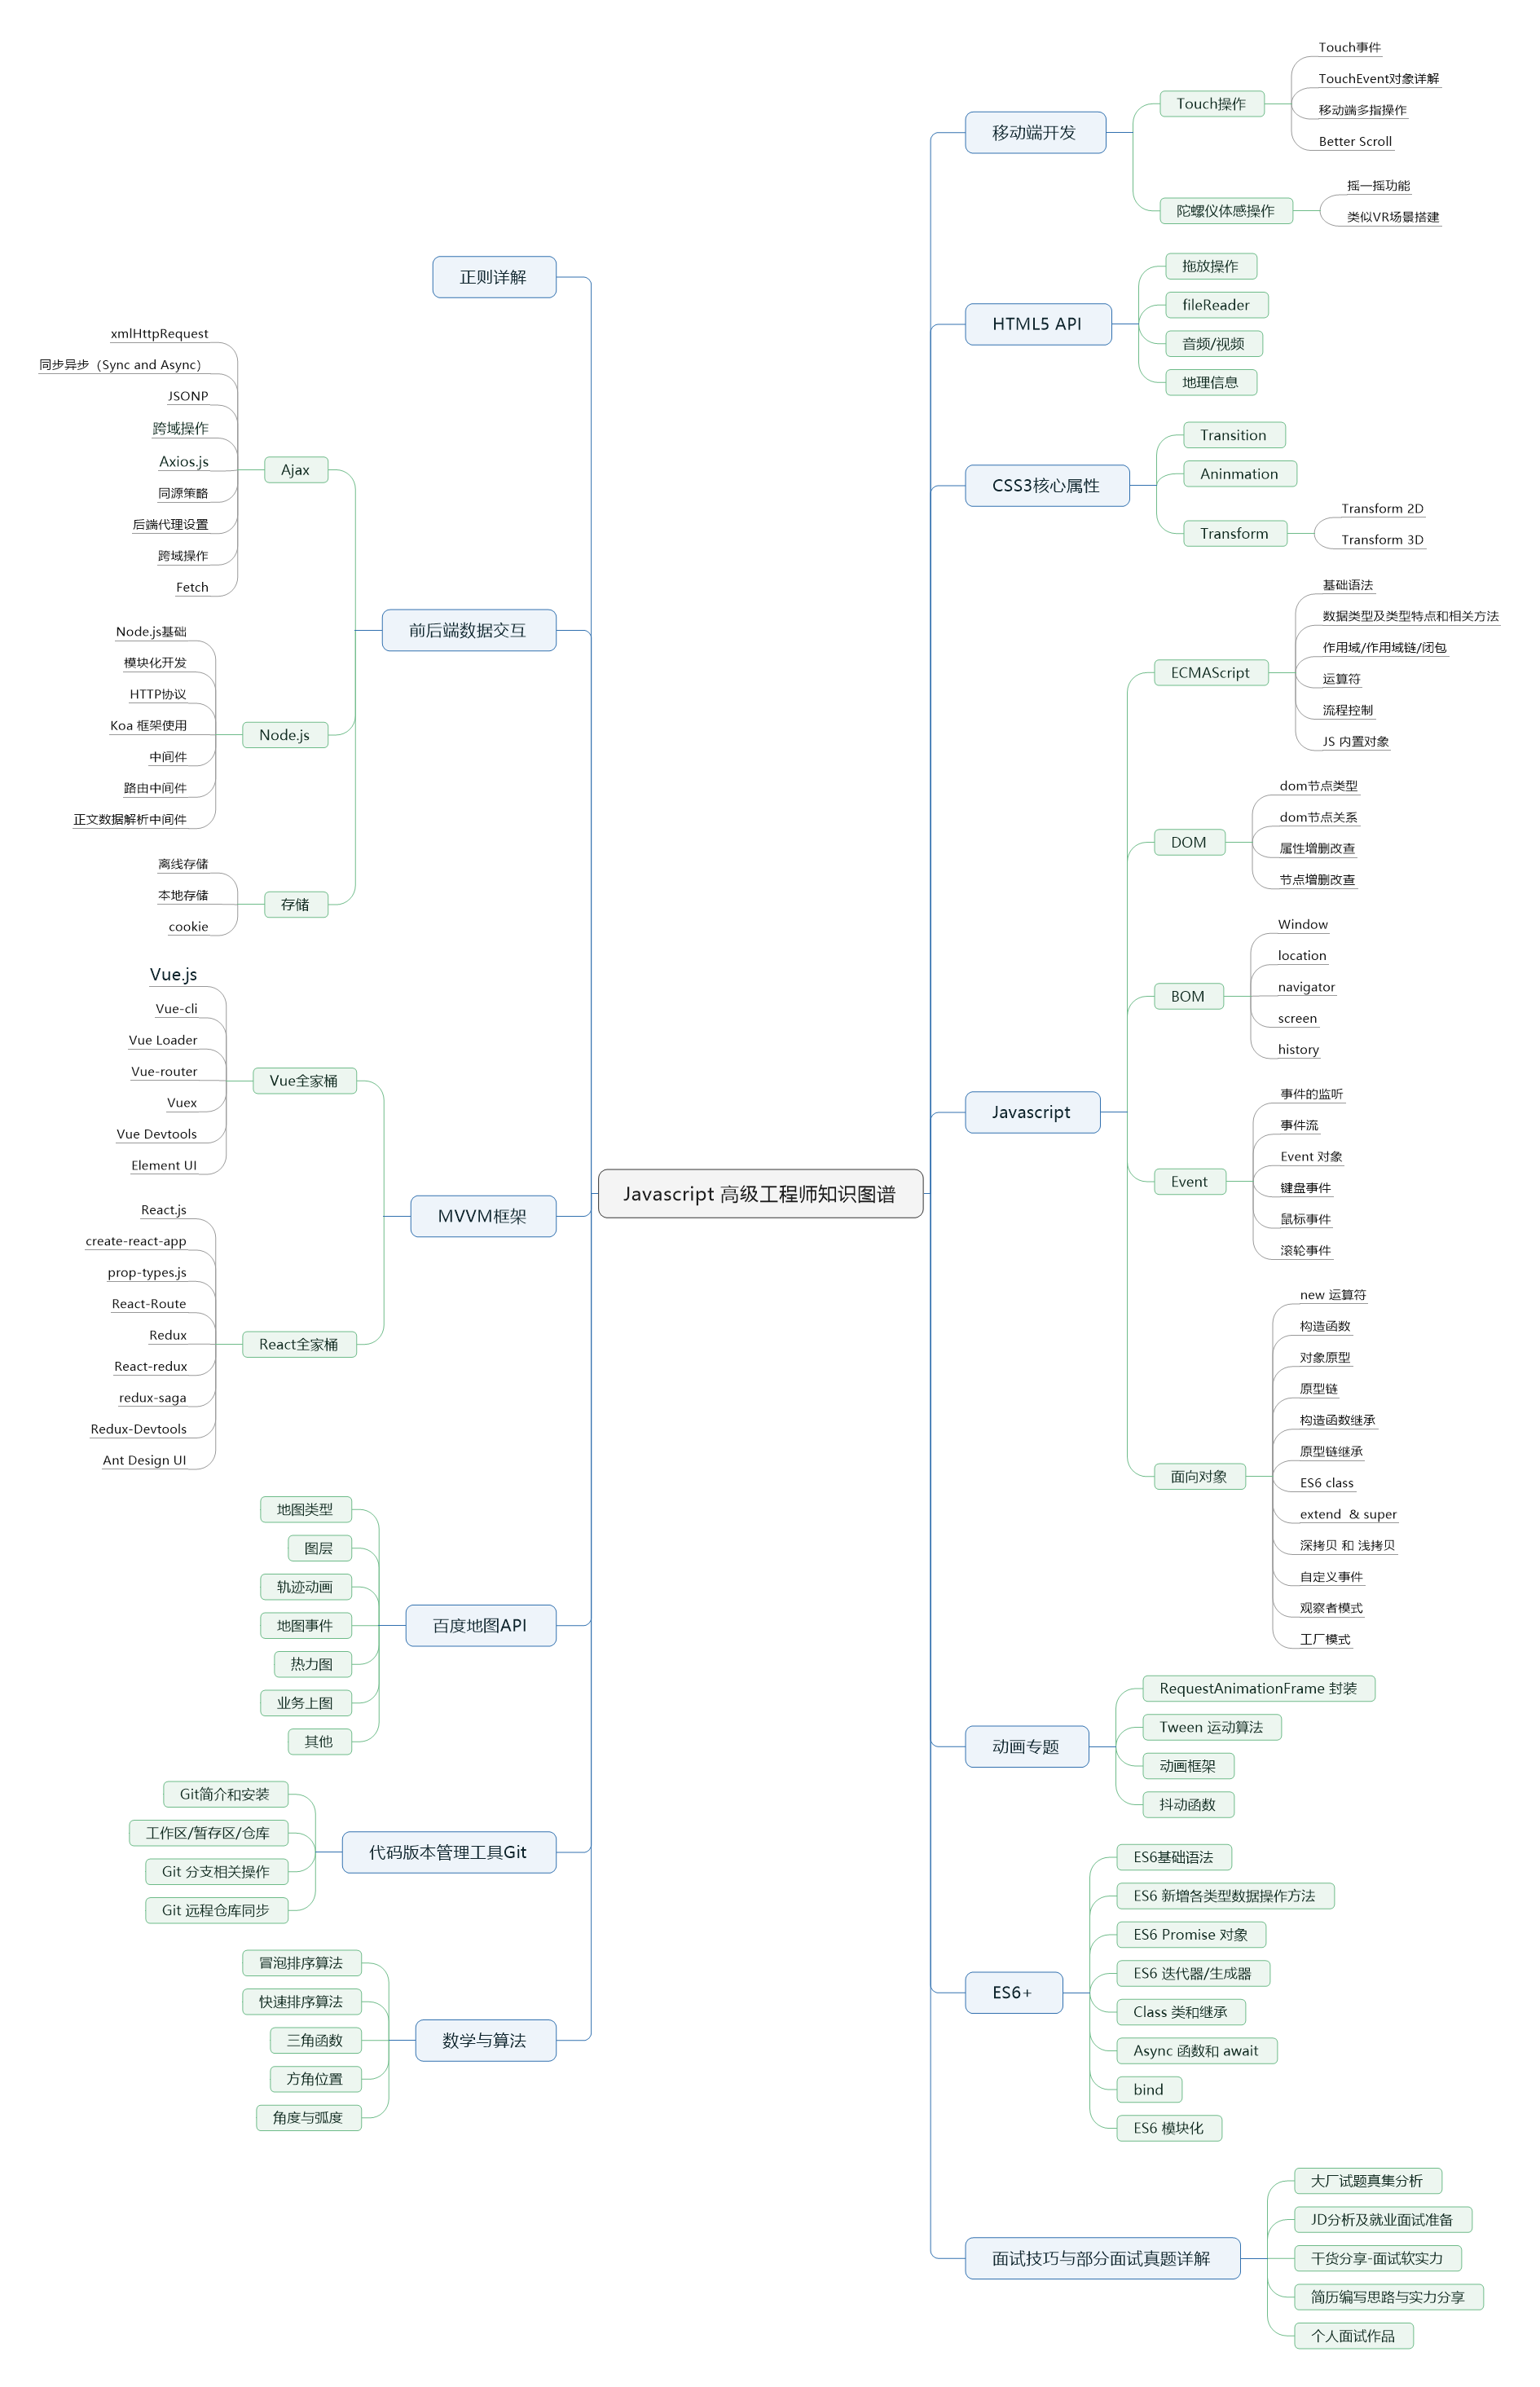 Javascript 高级工程师知识图谱
移动端开发
Touch操作
Touch事件
TouchEvent对象详解
移动端多指操作
Better Scroll
陀螺仪体感操作
摇一摇功能
类似VR场景搭建
HTML5 API
拖放操作
fileReader
音频/视频
地理信息
CSS3核心属性
Transition
Aninmation
Transform
Transform 2D
Transform 3D
Javascript
ECMAScript
基础语法
数据类型及类型特点和相关方法
作用域/作用域链/闭包
运算符
流程控制
JS 内置对象
DOM
dom节点类型
dom节点关系
属性增删改查
节点增删改查
BOM
Window
location
navigator
screen
history
Event
事件的监听
事件流
Event 对象
键盘事件
鼠标事件
滚轮事件
面向对象
new 运算符
构造函数
对象原型
原型链
构造函数继承
原型链继承
ES6 class
extend & super
深拷贝 和 浅拷贝
自定义事件
观察者模式
工厂模式
动画专题
RequestAnimationFrame 封装
Tween 运动算法
动画框架
抖动函数
ES6+
ES6基础语法
ES6 新增各类型数据操作方法
ES6 Promise 对象
ES6 迭代器/生成器
Class 类和继承
Async 函数和 await
bind
ES6 模块化
面试技巧与部分面试真题详解
大厂试题真集分析
JD分析及就业面试准备
干货分享-面试软实力
简历编写思路与实力分享
个人面试作品
正则详解
前后端数据交互
Ajax
xmlHttpRequest
同步异步（Sync and Async）
JSONP
跨域操作
Axios.js
同源策略
后端代理设置
跨域操作
Fetch
Node.js
Node.js基础
模块化开发
HTTP协议
Koa 框架使用
中间件
路由中间件
正文数据解析中间件
存储
离线存储
本地存储
cookie
MVVM框架
Vue全家桶
Vue.js
Vue-cli
Vue Loader
Vue-router
Vuex
Vue Devtools
Element UI
React全家桶
React.js
create-react-app
prop-types.js
React-Route
Redux
React-redux
redux-saga
Redux-Devtools
Ant Design UI
百度地图API
地图类型
图层
轨迹动画
地图事件
热力图
业务上图
其他
代码版本管理工具Git
Git简介和安装
工作区/暂存区/仓库
Git 分支相关操作
Git 远程仓库同步
数学与算法
冒泡排序算法
快速排序算法
三角函数
方角位置
角度与弧度